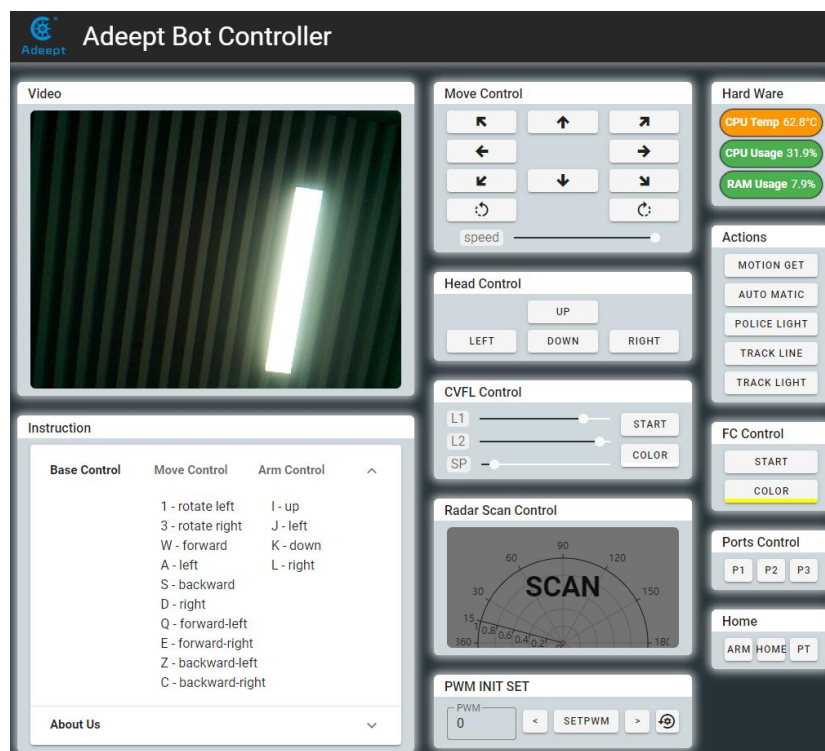 Adeept
Adeept Bot Controller
Video
Instruction
Base Control Move Control Arm Control
1 - rotate left I - up
3 - rotate right J - left
W - forward K - down
A - left L - right
S - backward
D - right
Q - forward-left
E - forward-right
Z - backward-left
C - backward-right
About Us
Move Control
speed
Head Control
UP
LEFT DOWN RIGHT
CVFL Control
L1 START
L2
SP COLOR
Radar Scan Control
90
60 120
SCAN
30 150
15
1 0.8 0.6 0.4 0.2
360 180
PWM INIT SET
PWM
0 < SETPWM >
Hard Ware
CPU Temp 62.8°C
CPU Usage 31.9%
RAM Usage 7.9%
Actions
MOTION GET
AUTO MATIC
POLICE LIGHT
TRACK LINE
TRACK LIGHT
FC Control
START
COLOR
Ports Control
P1 P2 P3
Home
ARM HOME PT